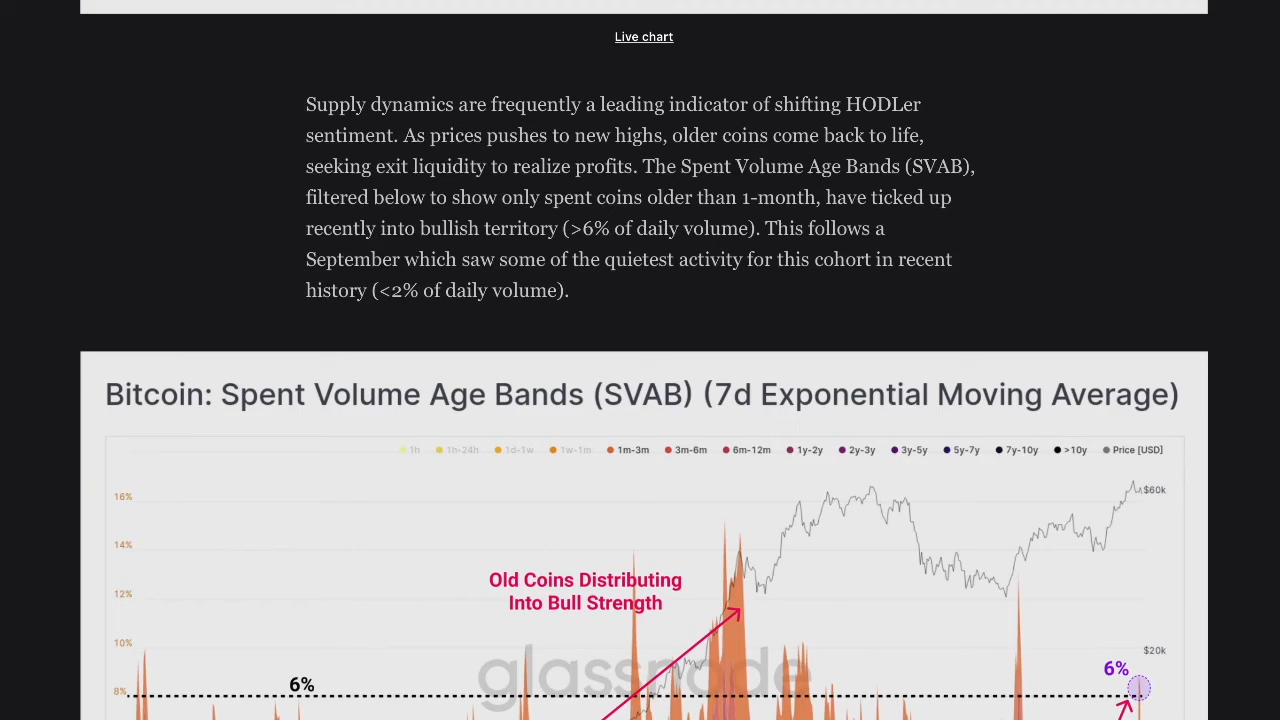 Live chart
Supply dynamics are frequently a leading indicator of shifting HODLer
sentiment. As prices pushes to new highs, older coins come back to life,
seeking exit liquidity to realize profits. The Spent Volume Age Bands (SVAB),
filtered below to show only spent coins older than 1-month, have ticked up
recently into bullish territory (>6% of daily volume). This follows a
September which saw some of the quietest activity for this cohort in recent
history (<2% of daily volume).
Bitcoin: Spent Volume Age Bands (SVAB) (7d Exponential Moving Average)
1h 1h-24h 1d-1w 1w-1m 1m-3m 3m-6m 6m-12m 1y-2y 2y-3y 3y-5y 5y-7y 7y-10y >10y Price [USD]
16%
$60k
14%
Old Coins Distributing
Into Bull Strength
12%
10%
$20k
glassnode
6%
6%
8%